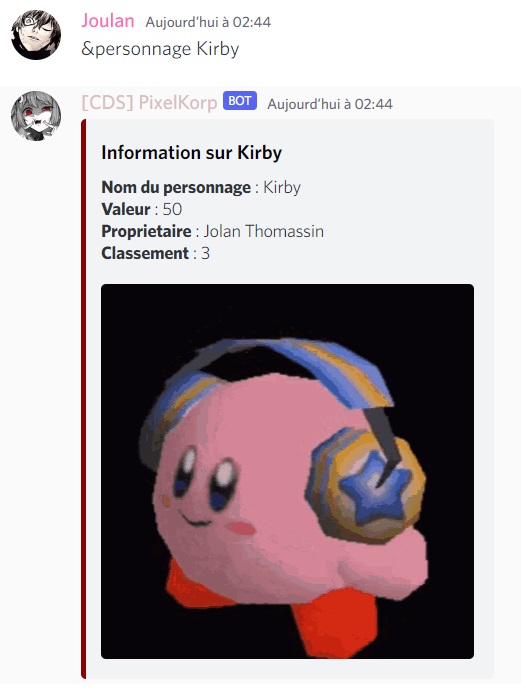 Joulan Aujourd'hui à 02:44
&personnage Kirby
[CDS] PixelKorp BOT Aujourd'hui à 02:44
Information sur Kirby
Nom du personnage : Kirby
Valeur : 50
Proprietaire : Jolan Thomassin
Classement : 3